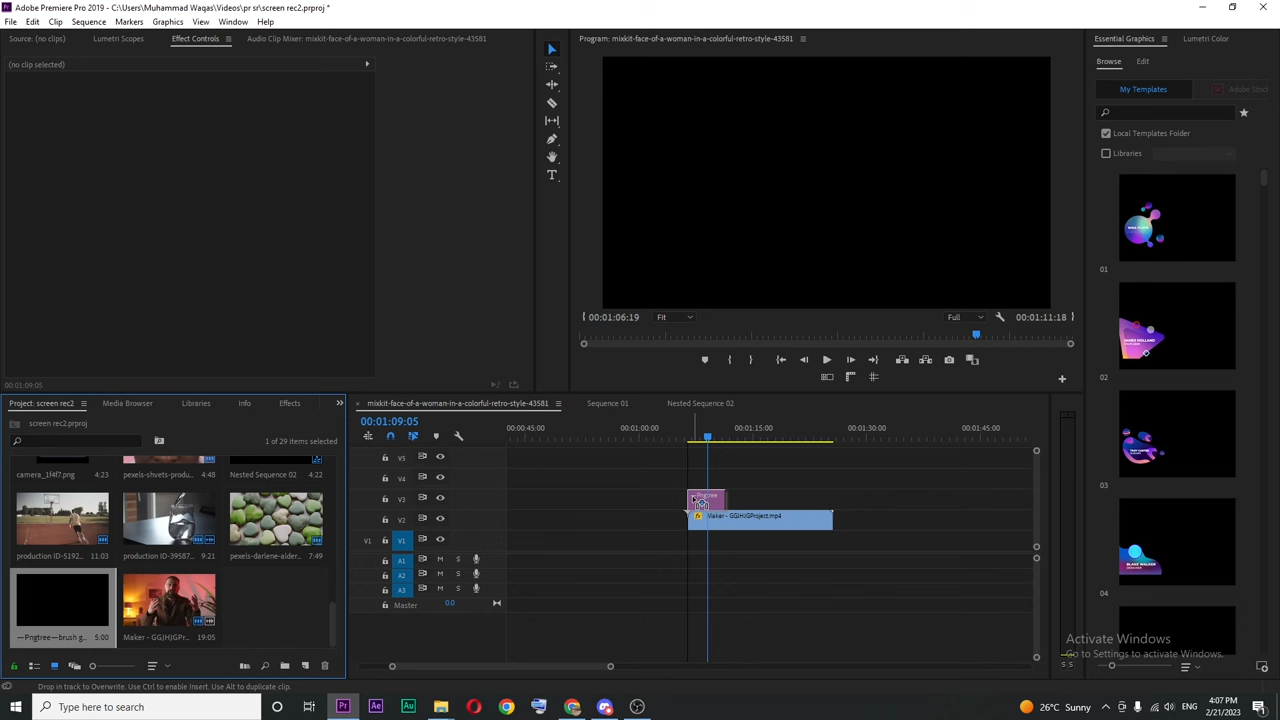 Adobe Premiere Pro 2019 - C:\Users\Muhammad Waqas\Videos\pr sr\screen rec2.prproj *
File Edit Clip Sequence Markers Graphics View Window Help
Source: (no clips) Lumetri Scopes Effect Controls Audio Clip Mixer: mixkit-face-of-a-woman-in-a-colorful-retro-style-43581
Program: mixkit-face-of-a-woman-in-a-colorful-retro-style-43581
Essential Graphics Lumetri Color
(no clip selected)
Browse Edit
My Templates Adobe Stock
Local Templates Folder
Libraries
01
02
03
04
00:01:06:19 Fit Full 00:01:11:18
00:01:09:05
Project: screen rec2 Media Browser Libraries Info Effects
screen rec2.prproj
1 of 29 items selected
camera_1f4f7.png 4:23 pexels-shvets-produ... 4:48 Nested Sequence 02 4:22
production ID-5192... 11:03 production ID-39587... 9:21 pexels-darlene-alder... 7:49
—Pngtree—brush g... 5:00 Maker - GGJHJGPr... 19:05
mixkit-face-of-a-woman-in-a-colorful-retro-style-43581 Sequence 01 Nested Sequence 02
00:01:09:05
00:00:45:00 00:01:00:00 00:01:15:00 00:01:30:00 00:01:45:00
V5
V4
V3 Pngtree
V2 fx Maker - GGJHJGProject.mp4
V1 V1
A1 M S
A2 M S
A3 M S
Master 0.0
S S
Activate Windows
Go to Settings to activate Windows.
Drop in track to Overwrite. Use Ctrl to enable Insert. Use Alt to duplicate clip.
Type here to search
Pr Ae Au
26°C Sunny
4:07 PM
2/21/2023